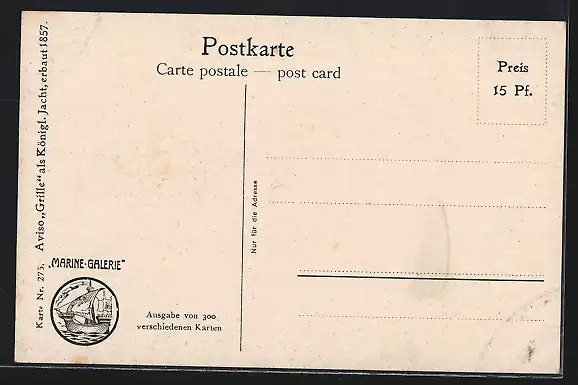 Postkarte
Carte postale — post card
Preis
15 Pf.
Karte Nr. 275. Aviso „Grille“ als Königl. Jacht, erbaut 1857.
Nur für die Adresse
„MARINE-GALERIE“
Ausgabe von 300
verschiedenen Karten